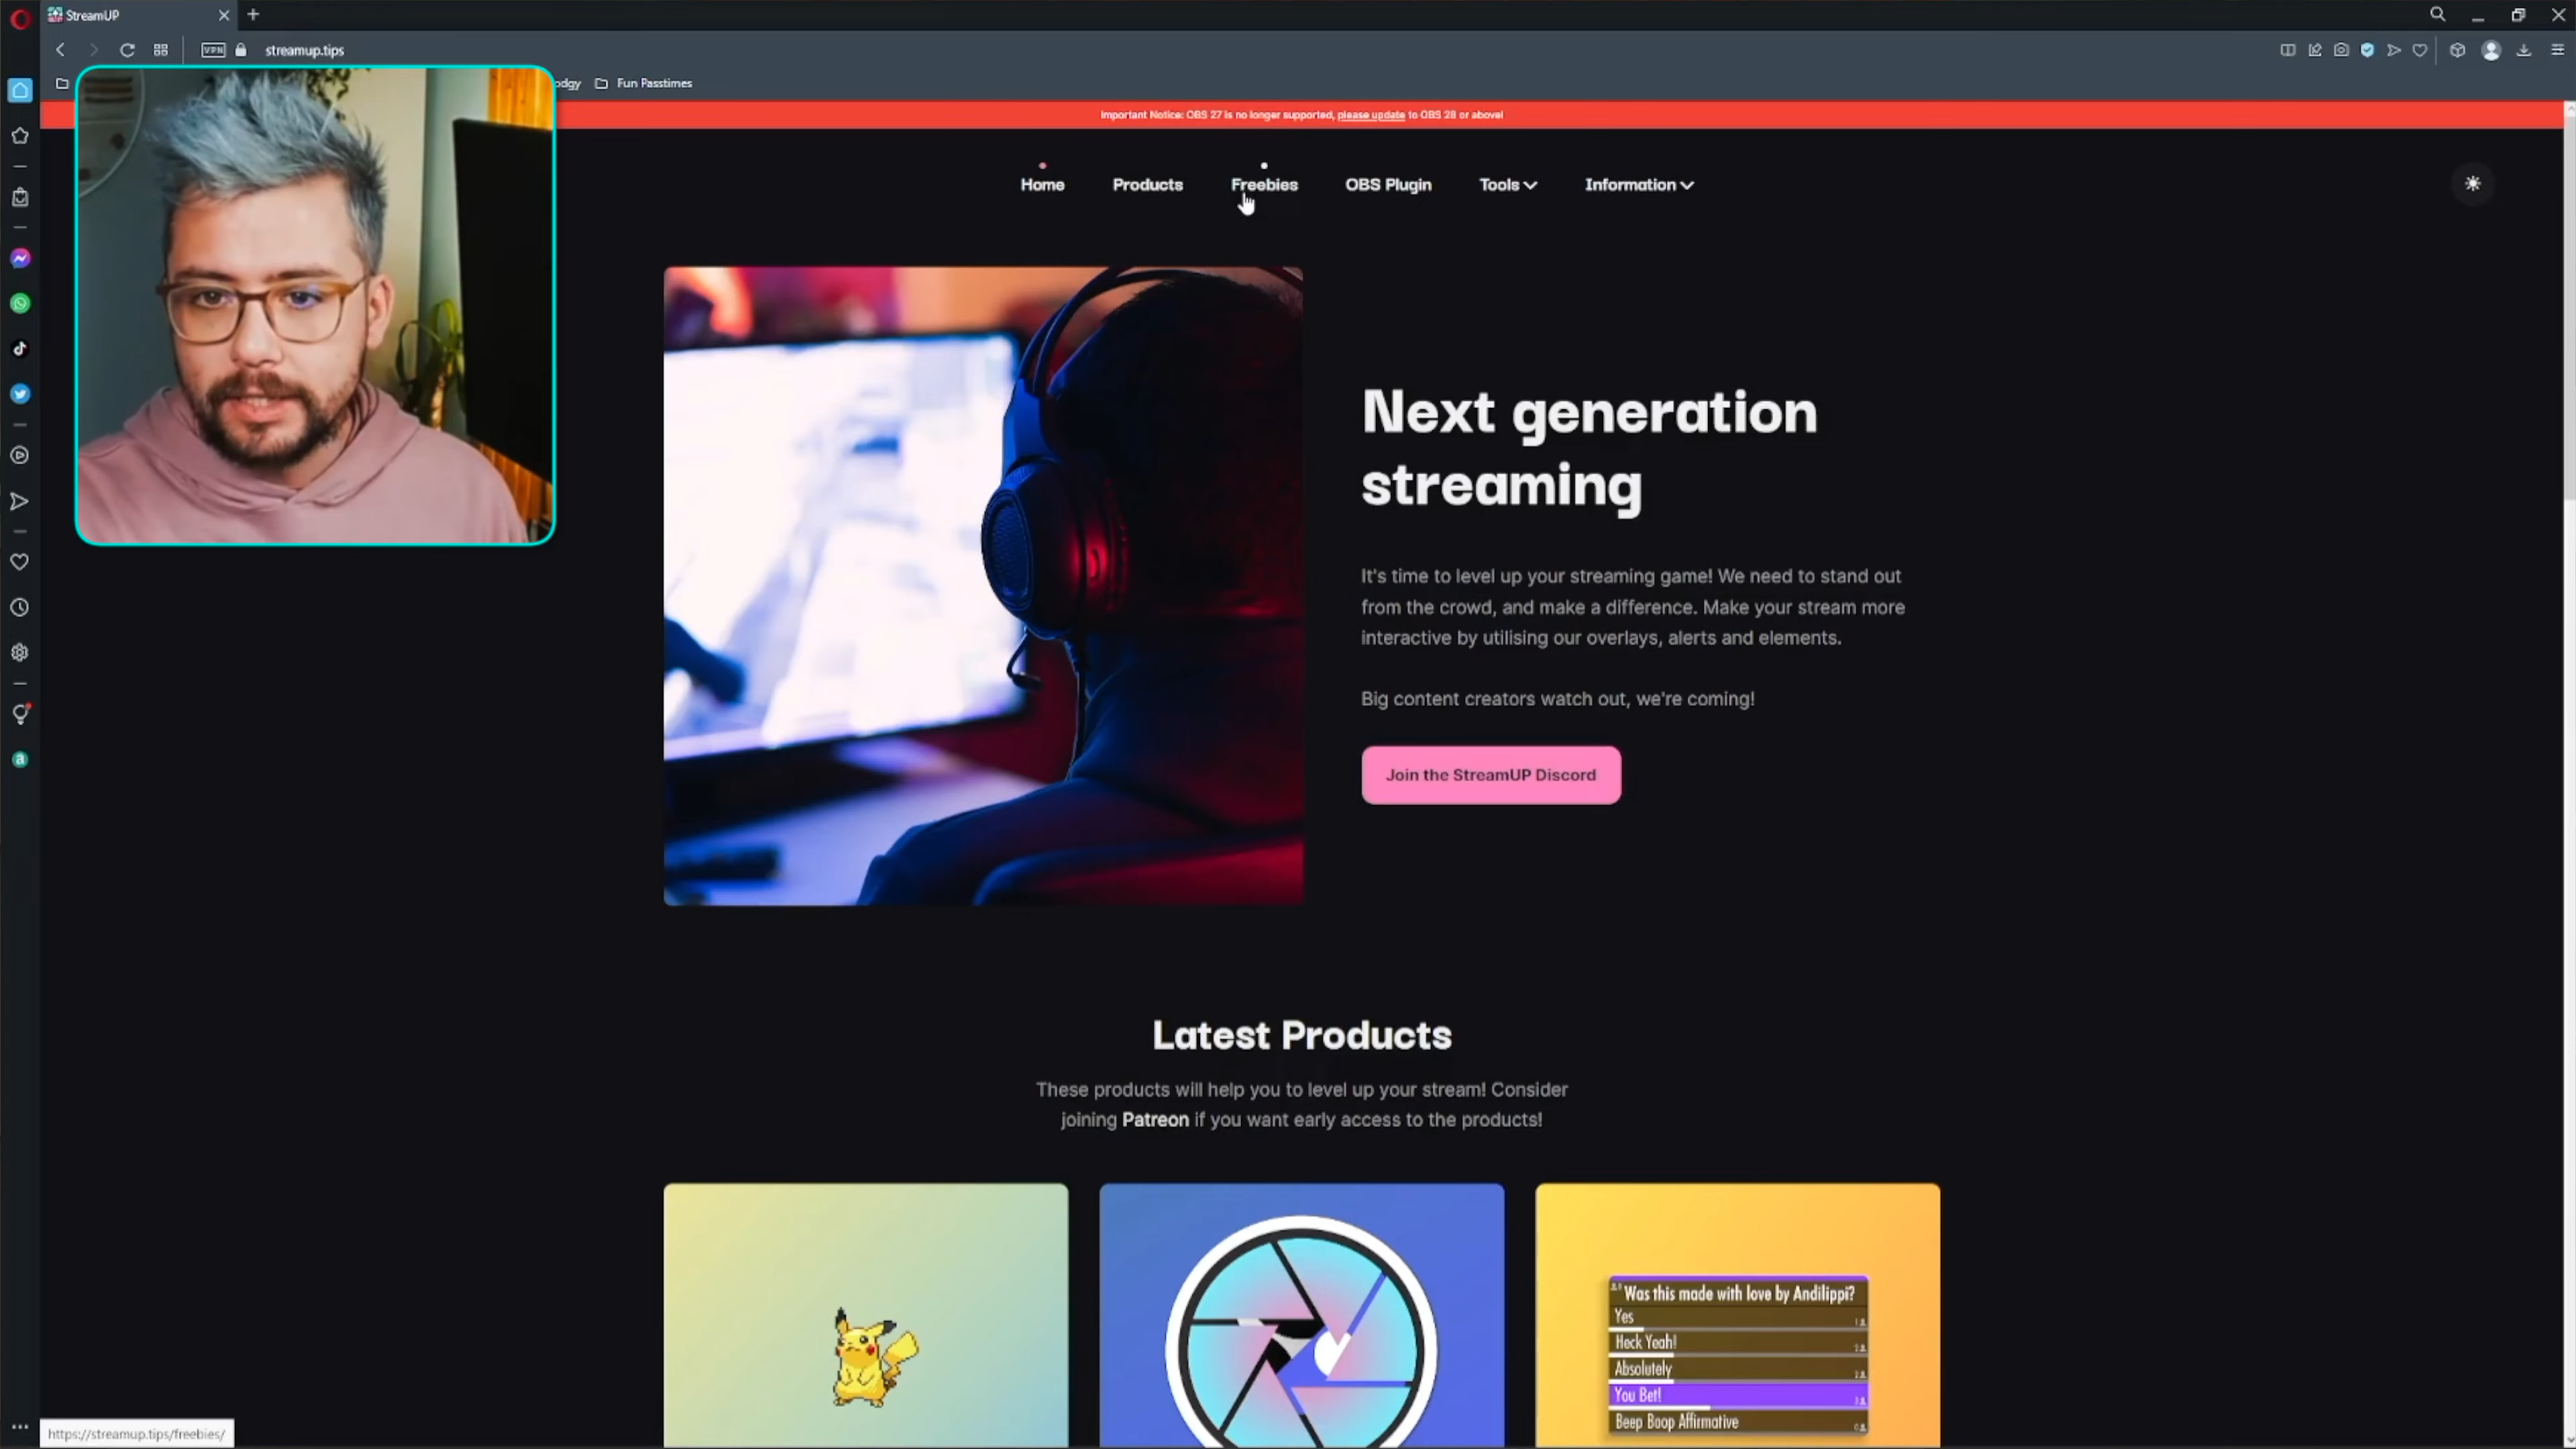 StreamUP
VPN
streamup.tips
odgy
Fun Passtimes
Important Notice: OBS 27 is no longer supported, please update to OBS 28 or above!
Home
Products
Freebies
OBS Plugin
Tools
Information
Next generation
streaming
It's time to level up your streaming game! We need to stand out
from the crowd, and make a difference. Make your stream more
interactive by utilising our overlays, alerts and elements.
Big content creators watch out, we're coming!
Join the StreamUP Discord
Latest Products
These products will help you to level up your stream! Consider
joining Patreon if you want early access to the products!
Was this made with love by Andilippi?
Yes
Heck Yeah!
Absolutely
You Bet!
Beep Boop Affirmative
https://streamup.tips/freebies/